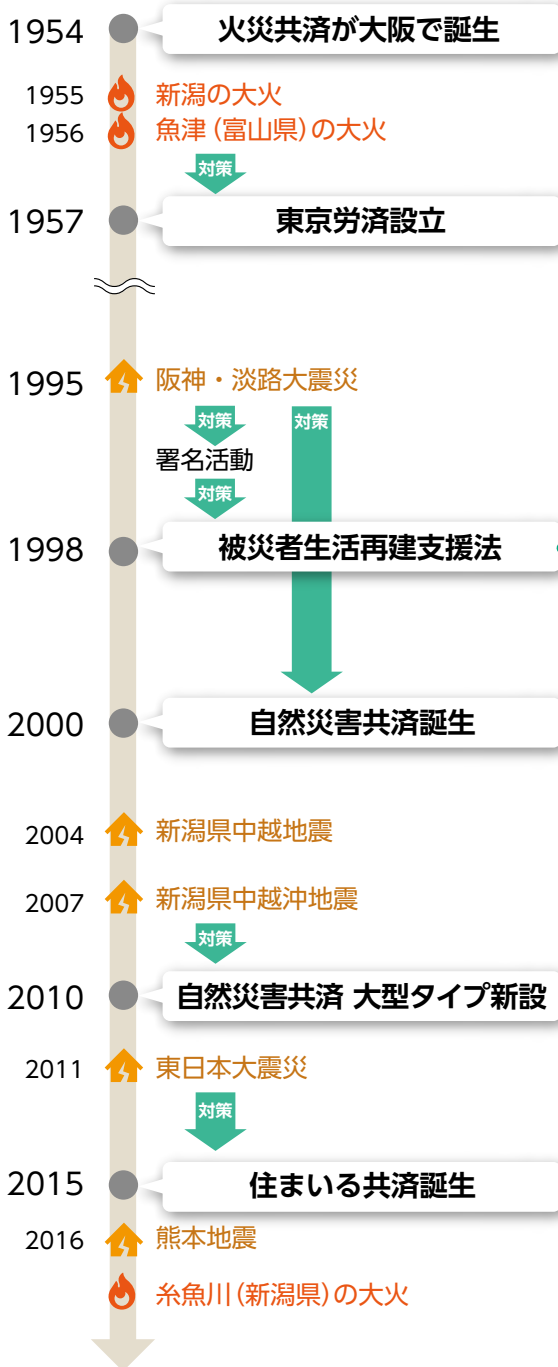 1954 火災共済が大阪で誕生
1955 新潟の大火
1956 魚津(富山県)の大火
対策
1957 東京労済設立
1995 阪神・淡路大震災
対策 対策
署名活動
対策
1998 被災者生活再建支援法
2000 自然災害共済誕生
2004 新潟県中越地震
2007 新潟県中越沖地震
対策
2010 自然災害共済 大型タイプ新設
2011 東日本大震災
対策
2015 住まいる共済誕生
2016 熊本地震
糸魚川(新潟県)の大火